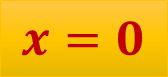 x = 0